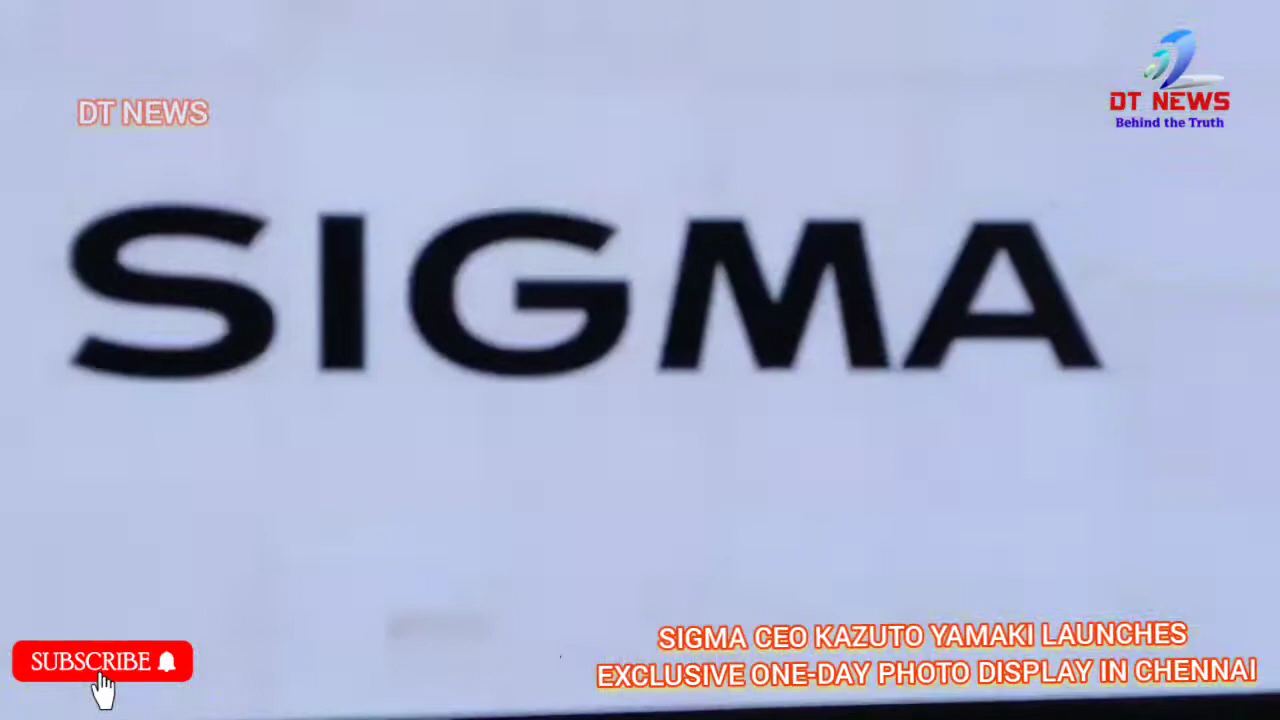 DT NEWS
DT NEWS
Behind the Truth
SIGMA
SUBSCRIBE
SIGMA CEO KAZUTO YAMAKI LAUNCHES
EXCLUSIVE ONE-DAY PHOTO DISPLAY IN CHENNAI